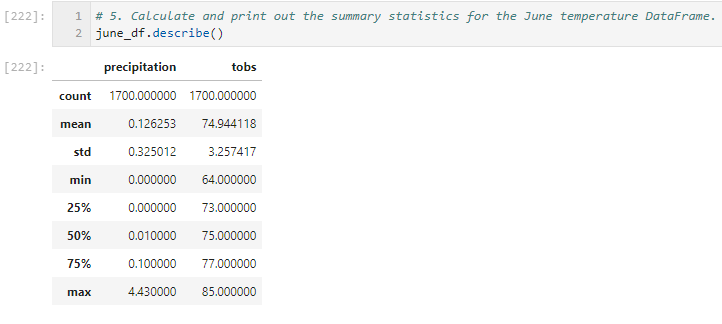 [222]: 1 # 5. Calculate and print out the summary statistics for the June temperature DataFrame.
2 june_df.describe()
[222]: precipitation tobs
count 1700.000000 1700.000000
mean 0.126253 74.944118
std 0.325012 3.257417
min 0.000000 64.000000
25% 0.000000 73.000000
50% 0.010000 75.000000
75% 0.100000 77.000000
max 4.430000 85.000000